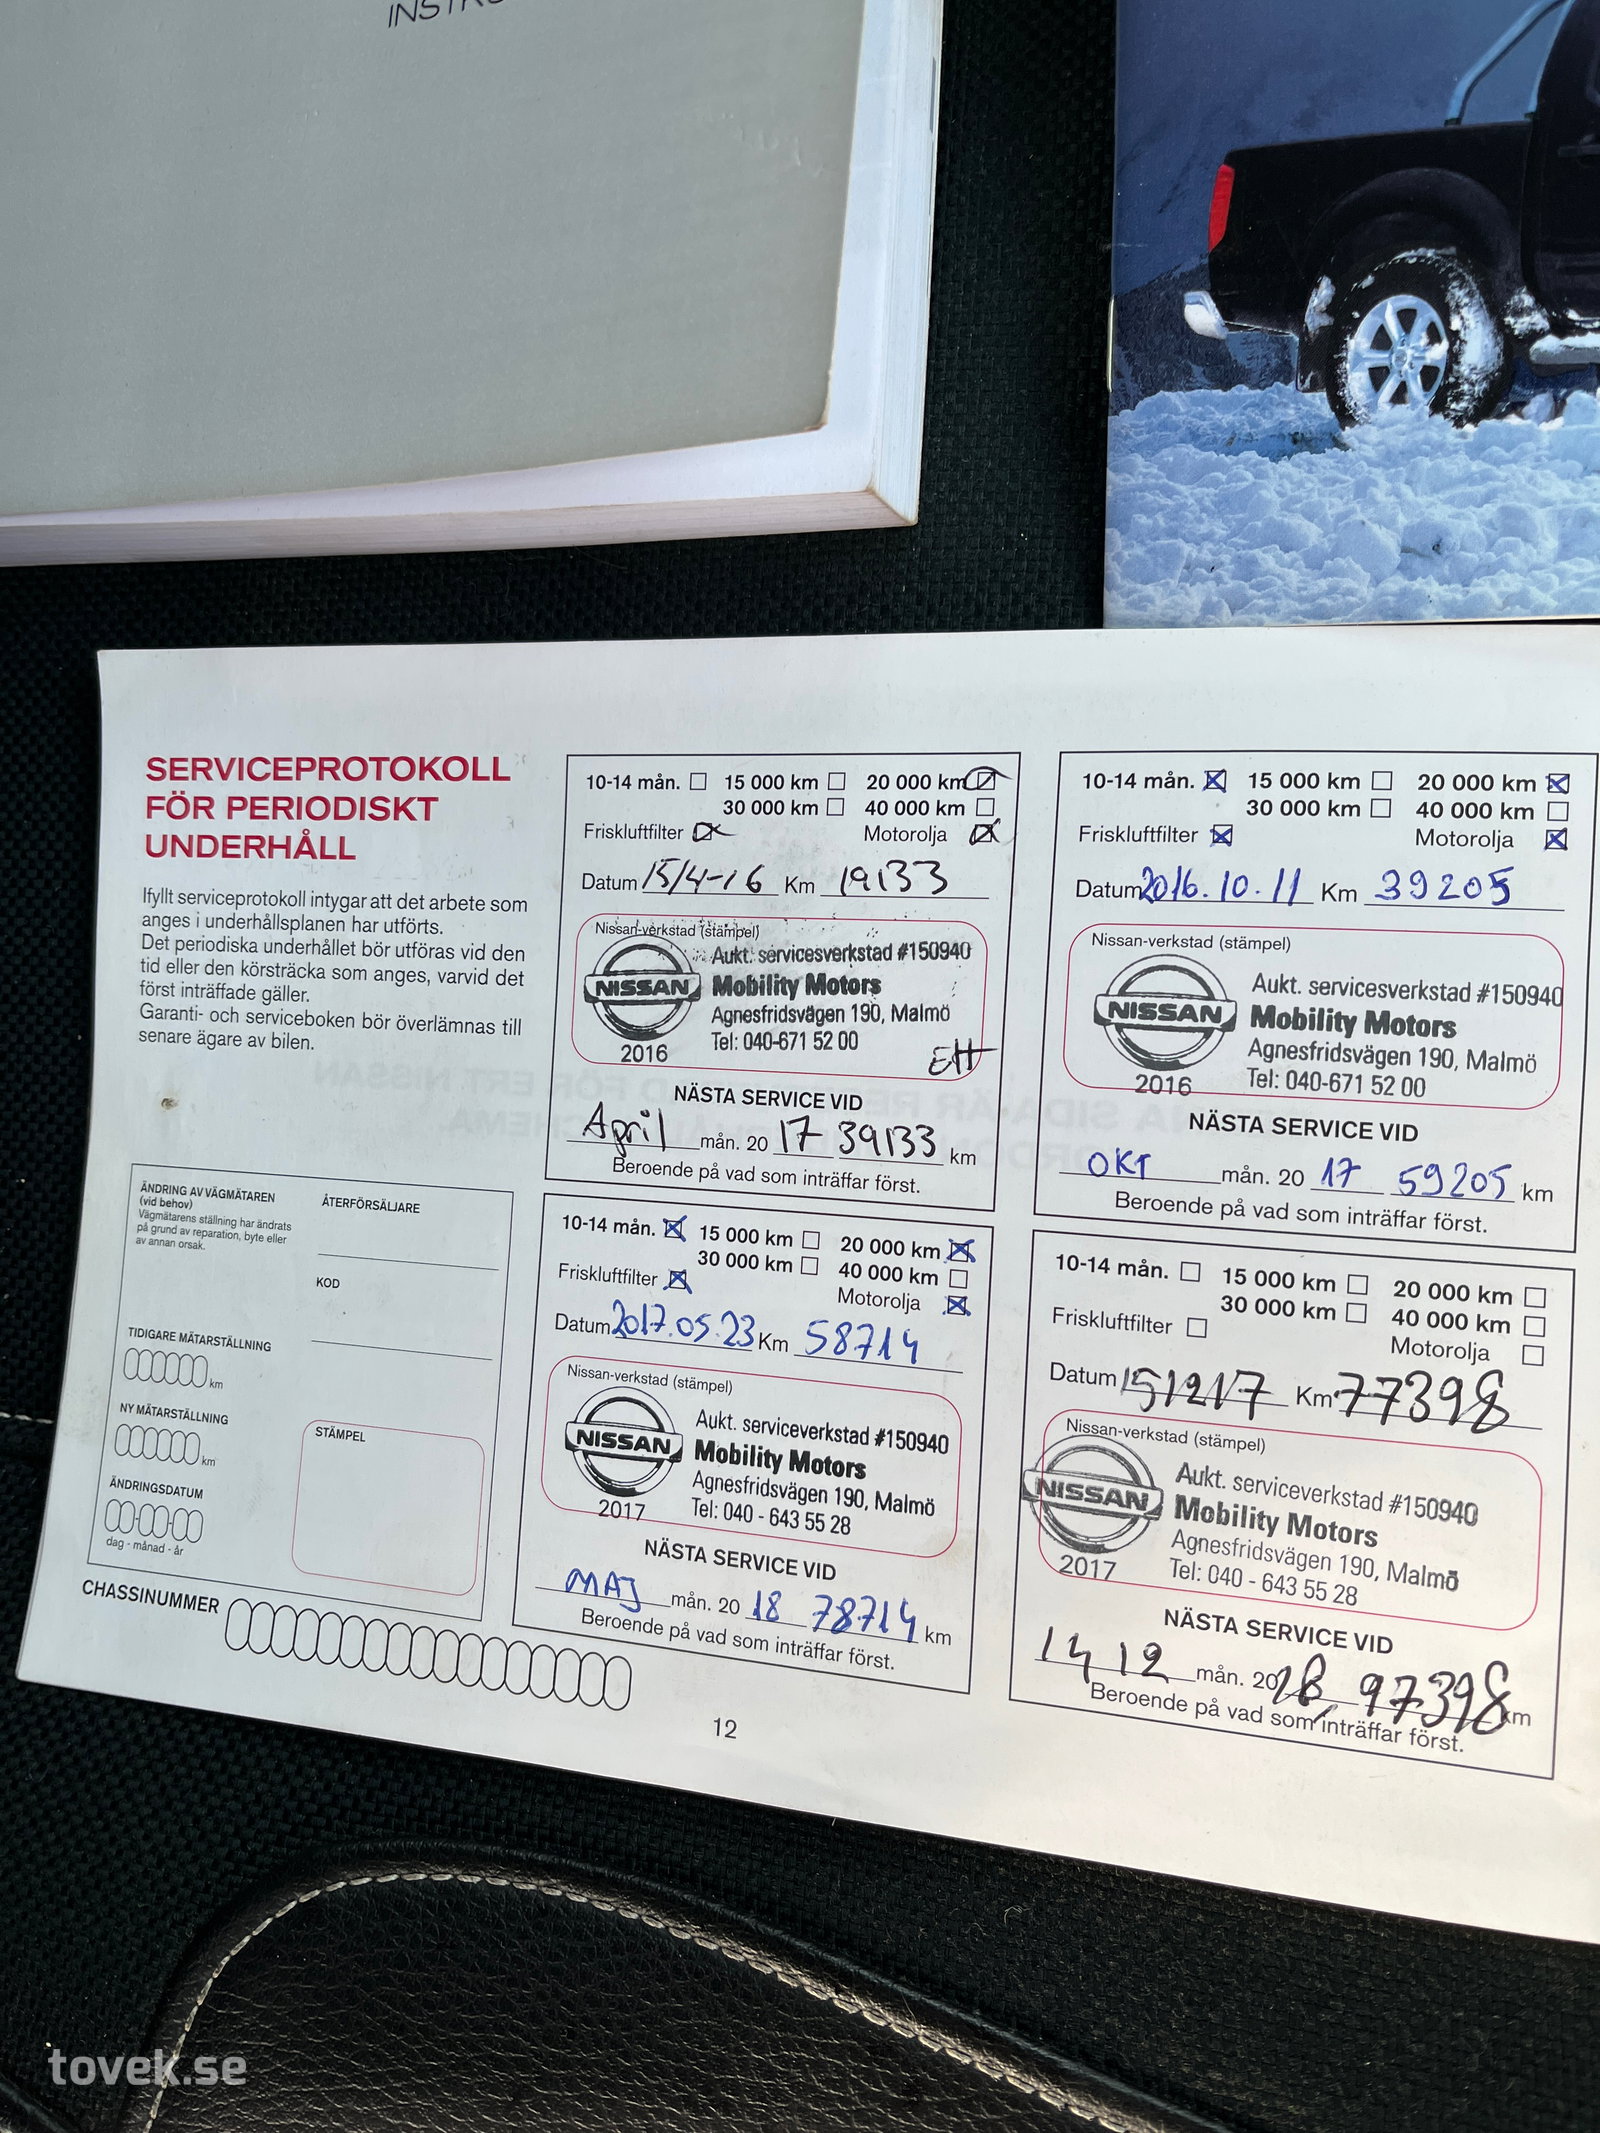 SERVICEPROTOKOLL
FÖR PERIODISKT
UNDERHÅLL
Ifyllt serviceprotokoll intygar att det arbete som
anges i underhållsplanen har utförts.
Det periodiska underhållet bör utföras vid den
tid eller den körsträcka som anges, varvid det
först inträffade gäller.
Garanti- och serviceboken bör överlämnas till
senare ägare av bilen.
ÄNDRING AV VÄGMÄTAREN
(vid behov)
Vägmätarens ställning har ändrats
på grund av reparation, byte eller
av annan orsak.
ÅTERFÖRSÄLJARE
KOD
TIDIGARE MÄTARSTÄLLNING
km
NY MÄTARSTÄLLNING
km
ÄNDRINGSDATUM
dag - månad - år
STÄMPEL
CHASSINUMMER
10-14 mån. 15 000 km 20 000 km
30 000 km 40 000 km
Friskluftfilter Motorolja
Datum 15/4-16 Km 19133
Nissan-verkstad (stämpel)
Aukt. servicesverkstad #150940
NISSAN Mobility Motors
Agnesfridsvägen 190, Malmö
2016 Tel: 040-671 52 00
NÄSTA SERVICE VID
April mån. 20 17 39133 km
Beroende på vad som inträffar först.
10-14 mån. 15 000 km 20 000 km
30 000 km 40 000 km
Friskluftfilter Motorolja
Datum 2016.10.11 Km 39205
Nissan-verkstad (stämpel)
Aukt. servicesverkstad #150940
NISSAN Mobility Motors
Agnesfridsvägen 190, Malmö
2016 Tel: 040-671 52 00
NÄSTA SERVICE VID
OKT mån. 20 17 59205 km
Beroende på vad som inträffar först.
10-14 mån. 15 000 km 20 000 km
30 000 km 40 000 km
Friskluftfilter Motorolja
Datum 2017.05.23 Km 58714
Nissan-verkstad (stämpel)
Aukt. serviceverkstad #150940
NISSAN Mobility Motors
Agnesfridsvägen 190, Malmö
2017 Tel: 040 - 643 55 28
NÄSTA SERVICE VID
MAJ mån. 20 18 78714 km
Beroende på vad som inträffar först.
10-14 mån. 15 000 km 20 000 km
30 000 km 40 000 km
Friskluftfilter Motorolja
Datum 151217 Km 77398
Nissan-verkstad (stämpel)
Aukt. serviceverkstad #150940
NISSAN Mobility Motors
Agnesfridsvägen 190, Malmö
2017 Tel: 040 - 643 55 28
NÄSTA SERVICE VID
14 12 mån. 20 18 97398 km
Beroende på vad som inträffar först.
12
tovek.se